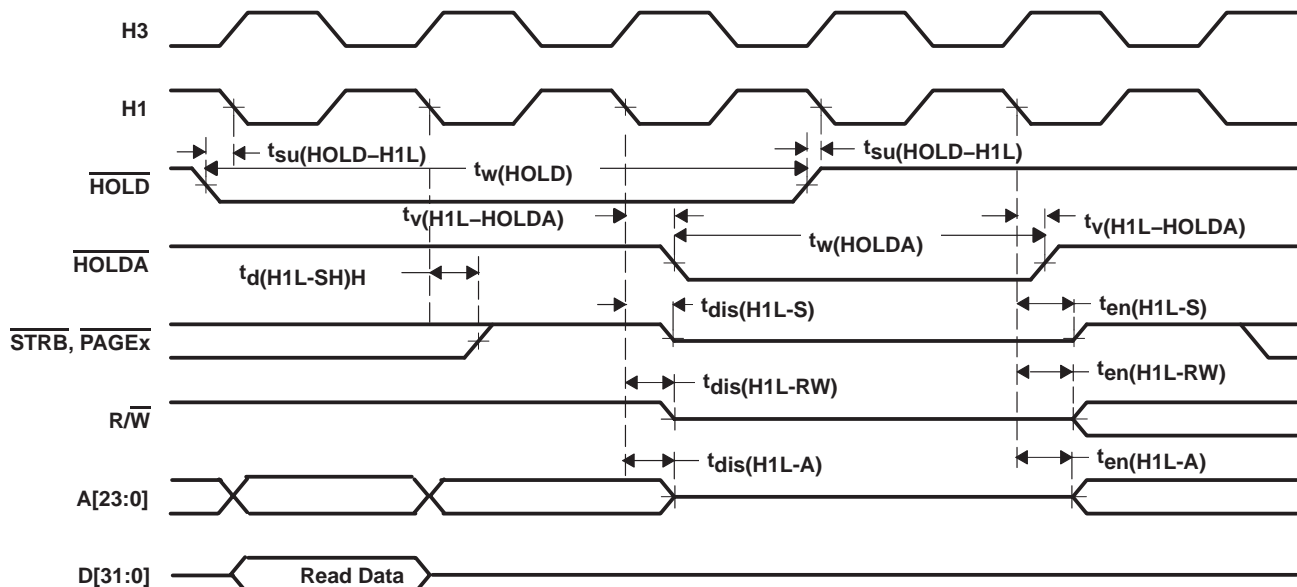 H3
H1
tsu(HOLD–H1L)
tsu(HOLD–H1L)
tw(HOLD)
HOLD
tv(H1L–HOLDA)
tw(HOLDA)
tv(H1L–HOLDA)
HOLDA
td(H1L-SH)H
tdis(H1L-S)
ten(H1L-S)
STRB, PAGEx
tdis(H1L-RW)
ten(H1L-RW)
R/W
tdis(H1L-A)
ten(H1L-A)
A[23:0]
D[31:0]
Read Data